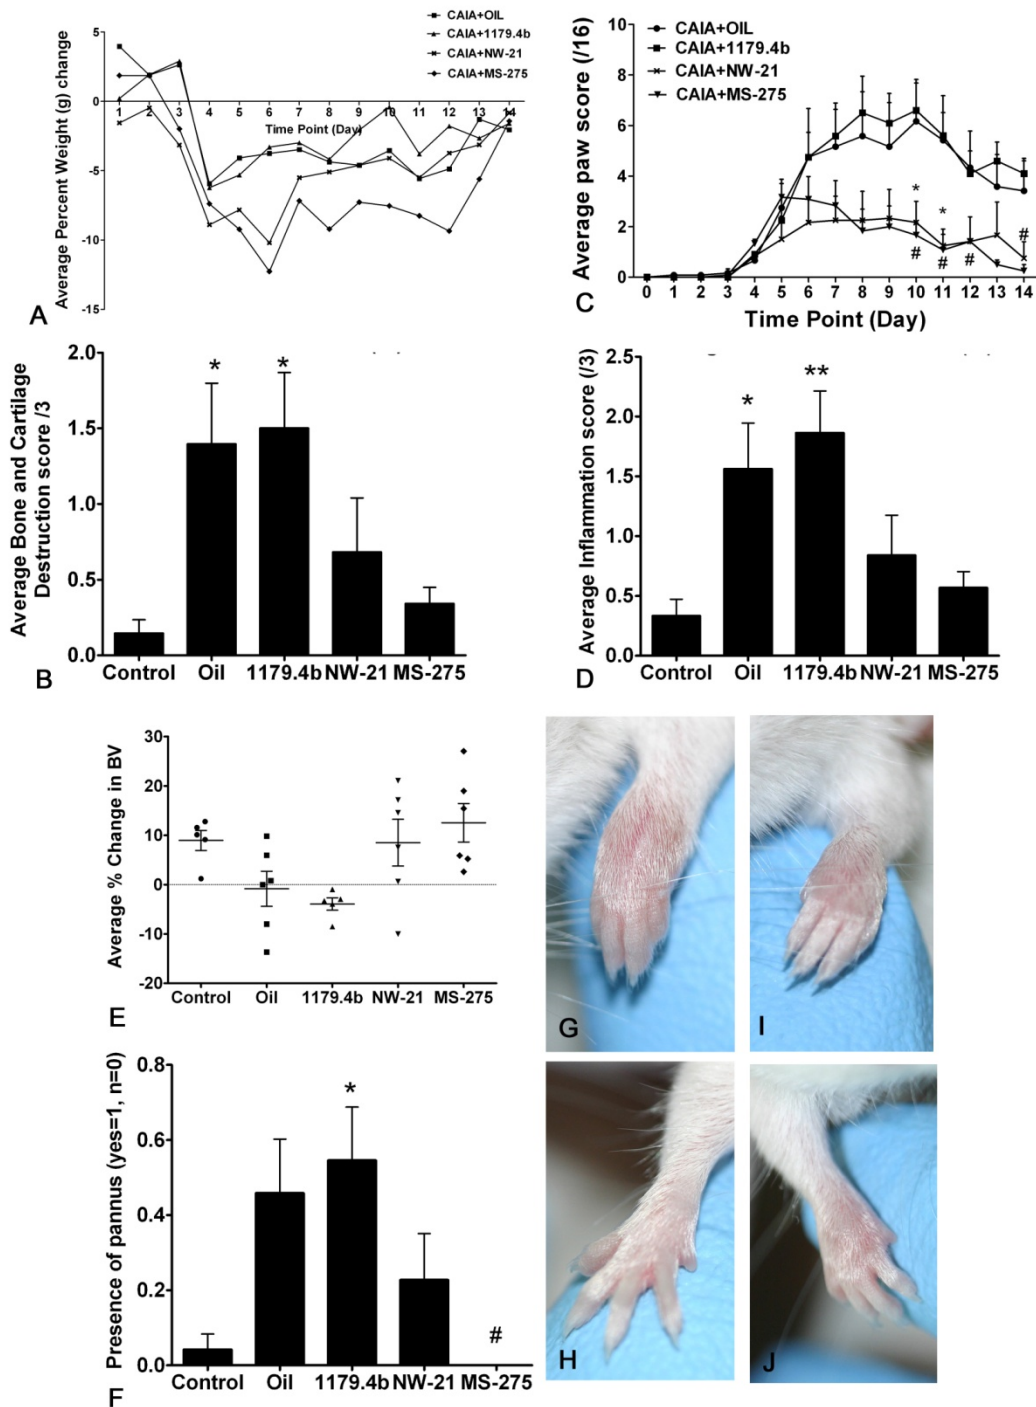 CAIA+OIL
CAIA+1179.4b
CAIA+NW-21
CAIA+MS-275
Average Percent Weight (g) change
5
0
-5
-10
-15
1 2 3 4 5 6 7 8 9 10 11 12 13 14
Time Point (Day)
A
CAIA+OIL
CAIA+1179.4b
CAIA+NW-21
CAIA+MS-275
Average paw score (/16)
10
8
6
4
2
0
* *
# # # #
0 1 2 3 4 5 6 7 8 9 10 11 12 13 14
Time Point (Day)
C
Average Bone and Cartilage
Destruction score /3
2.0
1.5
1.0
0.5
0.0
* *
Control Oil 1179.4b NW-21 MS-275
B
Average Inflammation score (/3)
2.5
2.0
1.5
1.0
0.5
0.0
* **
Control Oil 1179.4b NW-21 MS-275
D
Average % Change in BV
30
20
10
0
-10
-20
Control Oil 1179.4b NW-21 MS-275
E
G
I
Presence of pannus (yes=1, n=0)
0.8
0.6
0.4
0.2
0.0
* #
Control Oil 1179.4b NW-21 MS-275
F
H
J